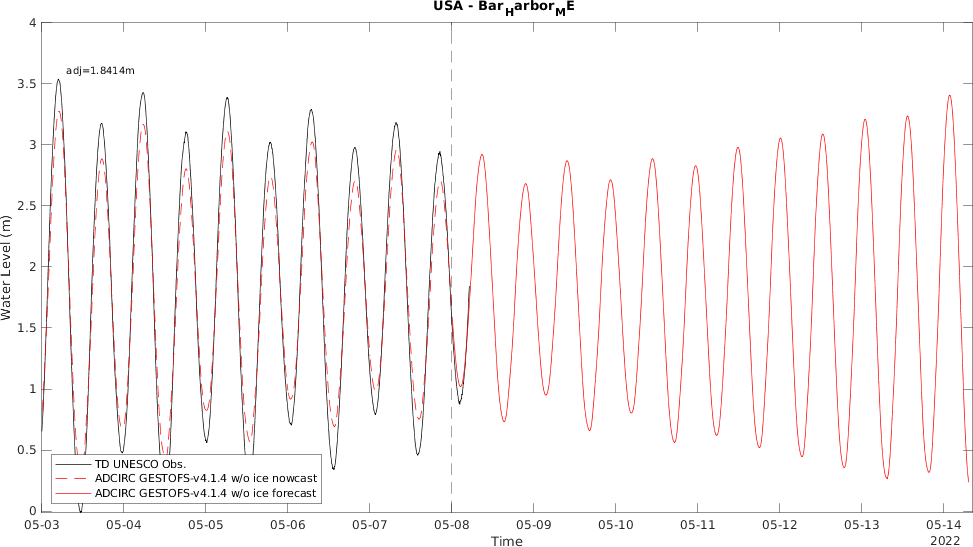 USA - Bar_Harbor_ME
adj=1.8414m
4
3.5
3
2.5
2
1.5
1
0.5
0
Water Level (m)
TD UNESCO Obs.
ADCIRC GESTOFS-v4.1.4 w/o ice nowcast
ADCIRC GESTOFS-v4.1.4 w/o ice forecast
05-03 05-04 05-05 05-06 05-07 05-08 05-09 05-10 05-11 05-12 05-13 05-14
Time
2022